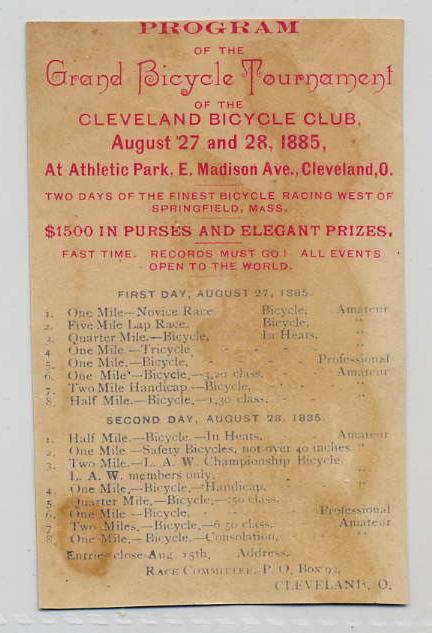 PROGRAM
OF THE
Grand Bicycle Tournament
OF THE
CLEVELAND BICYCLE CLUB,
August 27 and 28, 1885,
At Athletic Park, E. Madison Ave., Cleveland, O.
TWO DAYS OF THE FINEST BICYCLE RACING WEST OF
SPRINGFIELD, MASS.
$1500 IN PURSES AND ELEGANT PRIZES.
FAST TIME. RECORDS MUST GO! ALL EVENTS
OPEN TO THE WORLD.
FIRST DAY, AUGUST 27, 1885.
1. One Mile—Novice Race. Bicycle, Amateur
2. Five Mile Lap Race. Bicycle, "
3. Quarter Mile.—Bicycle, In Heats, "
4. One Mile.—Tricycle "
5. One Mile.—Bicycle, Professional
6. One Mile—Bicycle,—3,20 class. Amateur
7. Two Mile Handicap.—Bicycle, "
8. Half Mile.—Bicycle,—1,30 class. "
SECOND DAY, AUGUST 28, 1885.
1. Half Mile.—Bicycle.—In Heats, Amateur
2. One Mile—Safety Bicycles, not over 40 inches "
3. Two Mile.—L. A. W. Championship Bicycle
L. A. W. members only, "
4. One Mile,—Bicycle,—Handicap, "
5. Quarter Mile,—Bicycle,—:50 class. "
6. One Mile—Bicycle, Professional
7. Two Miles.—Bicycle,—6 50 class. Amateur
8. One Mile.—Bicycle.—Consolation, "
Entries close Aug. 15th. Address.
RACE COMMITTEE, P. O. Box 92,
CLEVELAND, O.